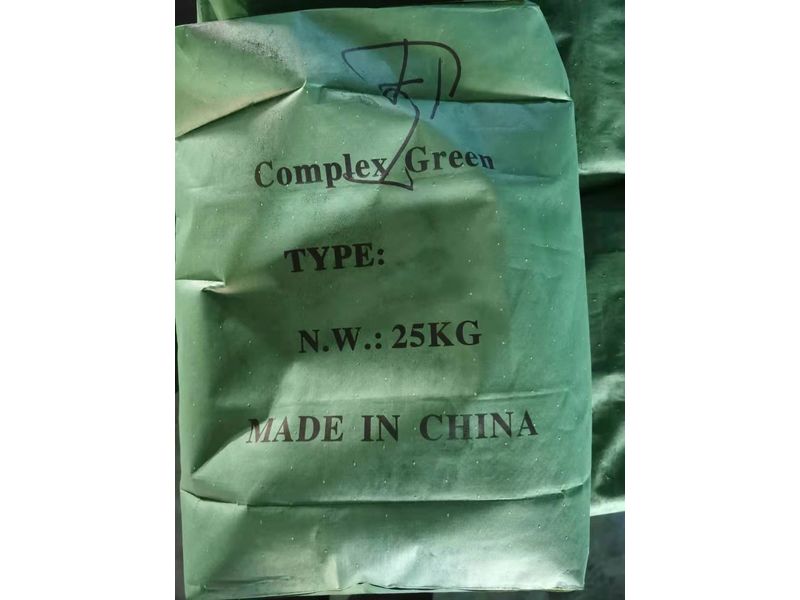 Complex Green
TYPE:
N.W.: 25KG
MADE IN CHINA